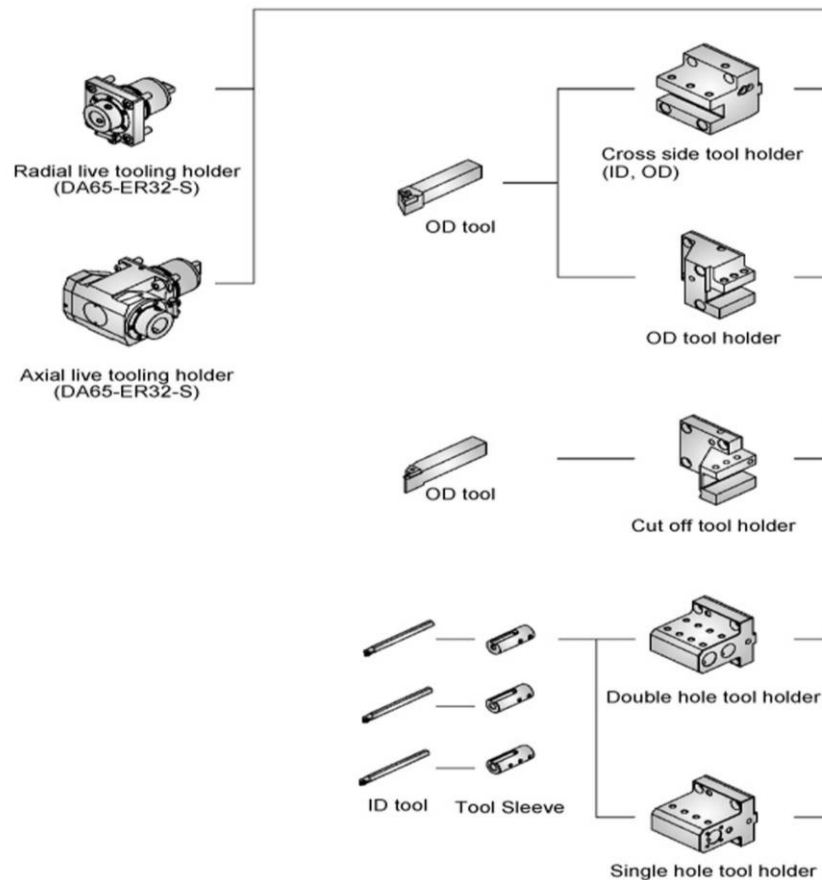 Radial live tooling holder
(DA65-ER32-S)
Axial live tooling holder
(DA65-ER32-S)
OD tool
Cross side tool holder
(ID, OD)
OD tool holder
OD tool
Cut off tool holder
Double hole tool holder
ID tool
Tool Sleeve
Single hole tool holder